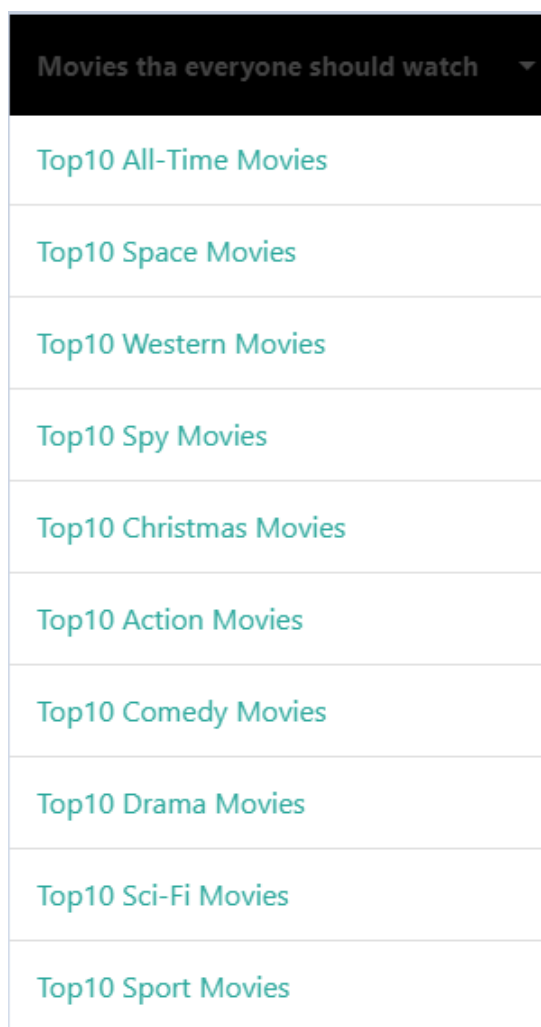 Movies tha everyone should watch
Top10 All-Time Movies
Top10 Space Movies
Top10 Western Movies
Top10 Spy Movies
Top10 Christmas Movies
Top10 Action Movies
Top10 Comedy Movies
Top10 Drama Movies
Top10 Sci-Fi Movies
Top10 Sport Movies